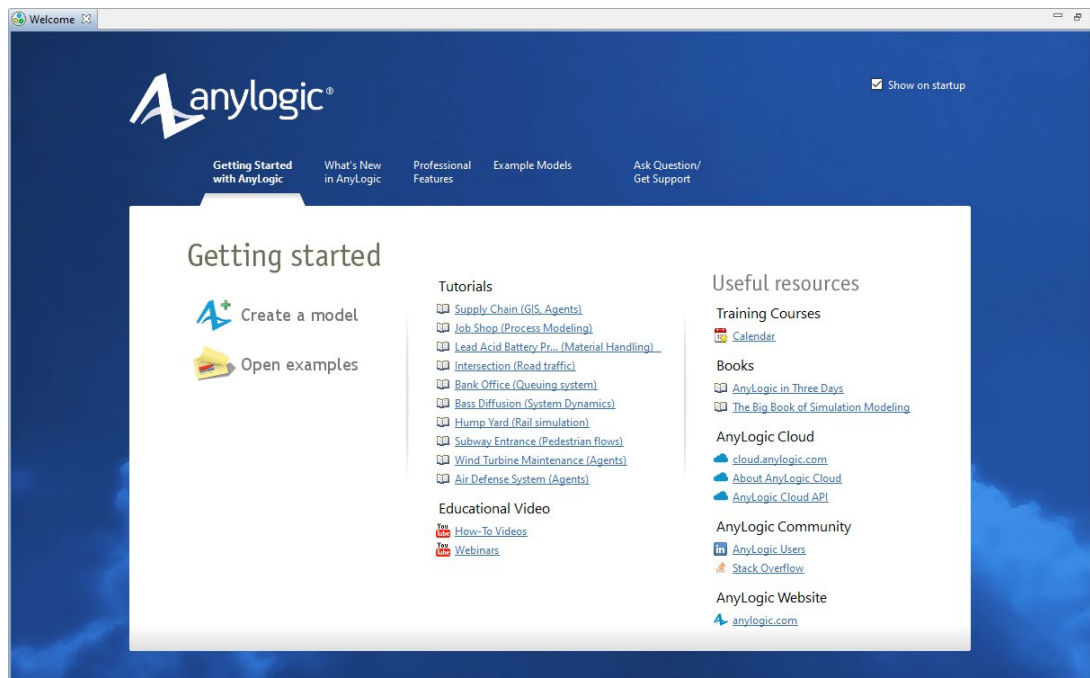 Welcome
anylogic®
Show on startup
Getting Started
with AnyLogic
What's New
in AnyLogic
Professional
Features
Example Models
Ask Question/
Get Support
Getting started
Create a model
Open examples
Tutorials
Supply Chain (GIS, Agents)
Job Shop (Process Modeling)
Lead Acid Battery Pr... (Material Handling)
Intersection (Road traffic)
Bank Office (Queuing system)
Bass Diffusion (System Dynamics)
Hump Yard (Rail simulation)
Subway Entrance (Pedestrian flows)
Wind Turbine Maintenance (Agents)
Air Defense System (Agents)
Educational Video
You Tube How-To Videos
You Tube Webinars
Useful resources
Training Courses
Calendar
Books
AnyLogic in Three Days
The Big Book of Simulation Modeling
AnyLogic Cloud
cloud.anylogic.com
About AnyLogic Cloud
AnyLogic Cloud API
AnyLogic Community
in AnyLogic Users
Stack Overflow
AnyLogic Website
anylogic.com